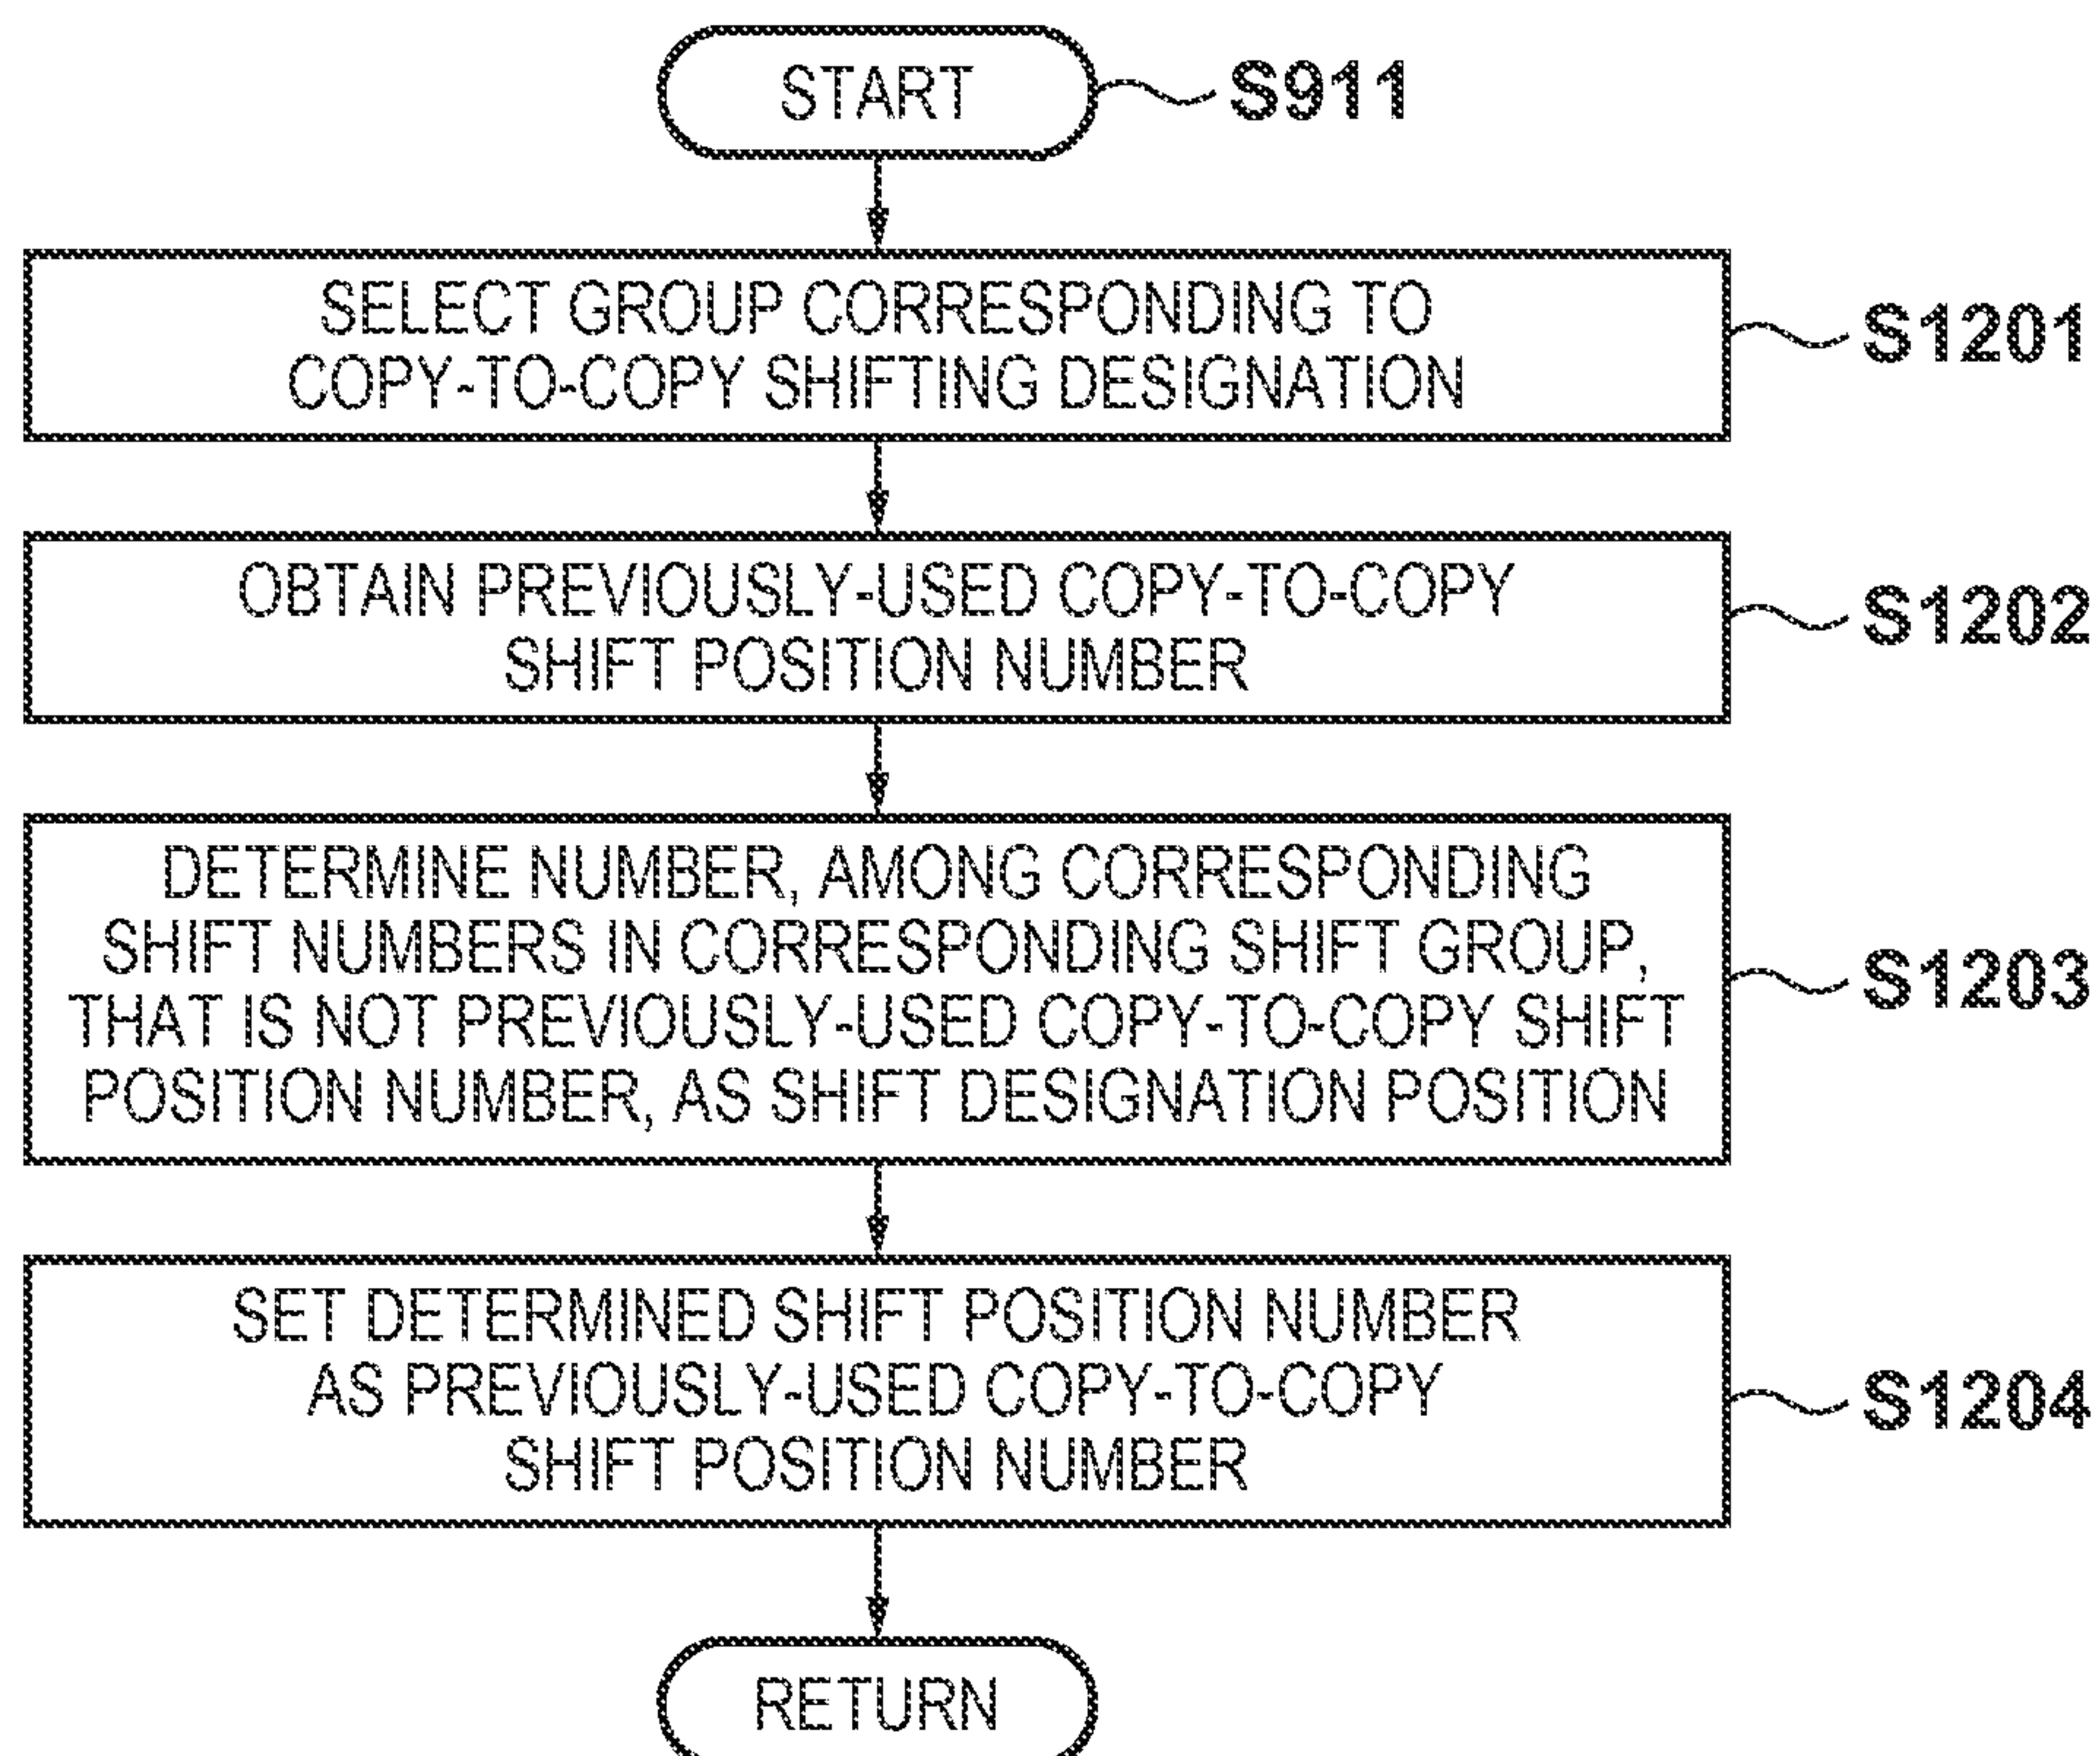 START
S911
SELECT GROUP CORRESPONDING TO
COPY-TO-COPY SHIFTING DESIGNATION
S1201
OBTAIN PREVIOUSLY-USED COPY-TO-COPY
SHIFT POSITION NUMBER
S1202
DETERMINE NUMBER, AMONG CORRESPONDING
SHIFT NUMBERS IN CORRESPONDING SHIFT GROUP,
THAT IS NOT PREVIOUSLY-USED COPY-TO-COPY SHIFT
POSITION NUMBER, AS SHIFT DESIGNATION POSITION
S1203
SET DETERMINED SHIFT POSITION NUMBER
AS PREVIOUSLY-USED COPY-TO-COPY
SHIFT POSITION NUMBER
S1204
RETURN